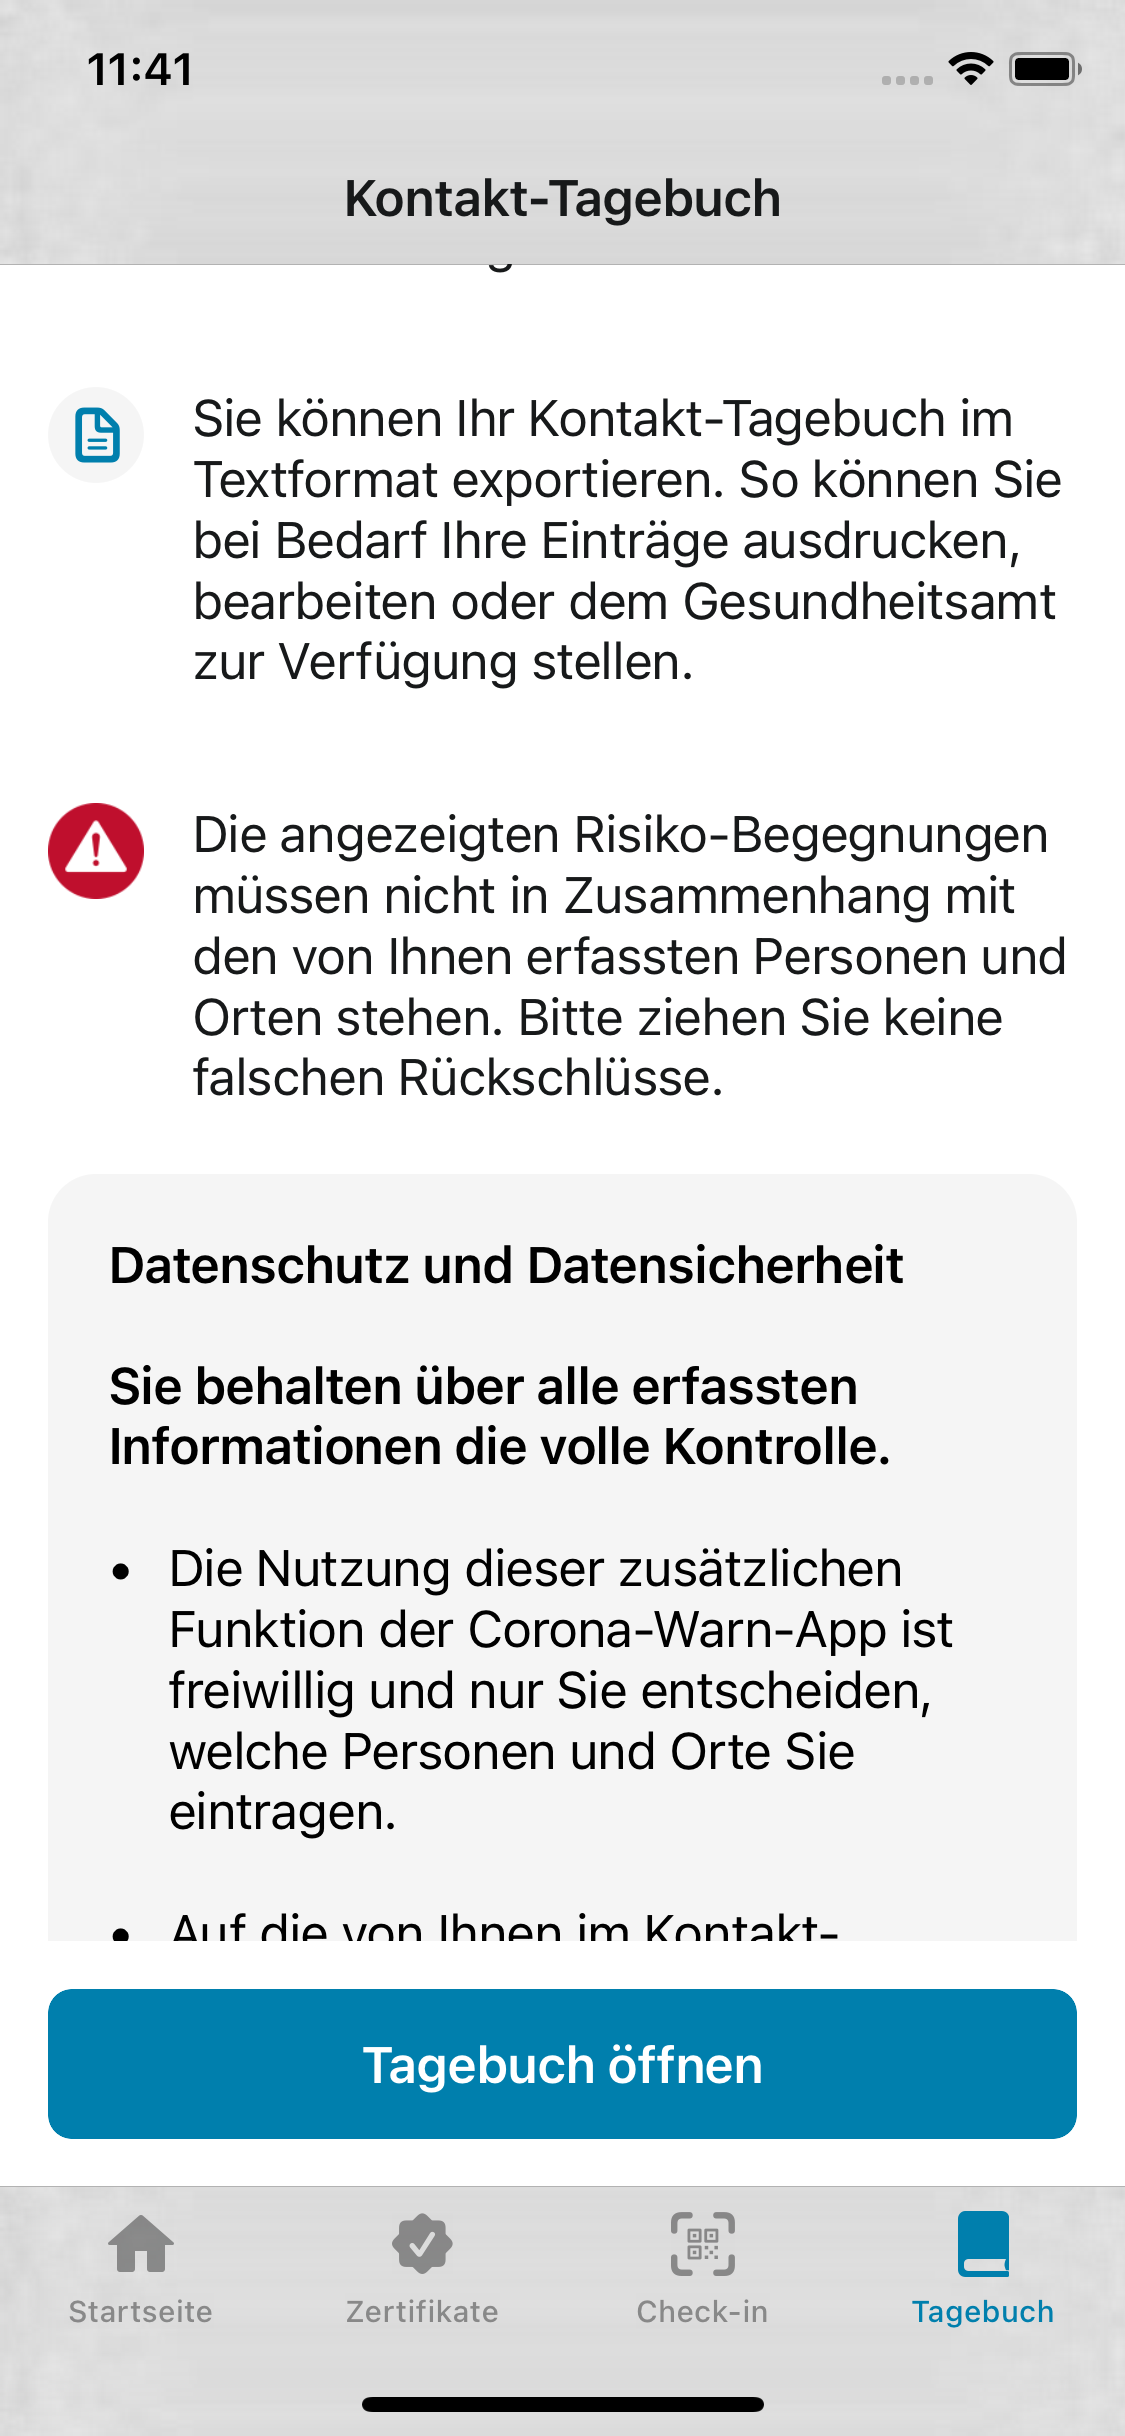 11:41
Kontakt-Tagebuch
Sie können Ihr Kontakt-Tagebuch im
Textformat exportieren. So können Sie
bei Bedarf Ihre Einträge ausdrucken,
bearbeiten oder dem Gesundheitsamt
zur Verfügung stellen.
Die angezeigten Risiko-Begegnungen
müssen nicht in Zusammenhang mit
den von Ihnen erfassten Personen und
Orten stehen. Bitte ziehen Sie keine
falschen Rückschlüsse.
Datenschutz und Datensicherheit
Sie behalten über alle erfassten
Informationen die volle Kontrolle.
• Die Nutzung dieser zusätzlichen
Funktion der Corona-Warn-App ist
freiwillig und nur Sie entscheiden,
welche Personen und Orte Sie
eintragen.
• Auf die von Ihnen im Kontakt-
Tagebuch öffnen
Startseite
Zertifikate
Check-in
Tagebuch